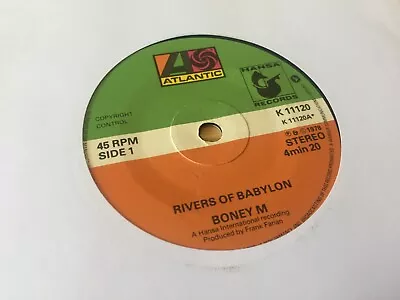 ATLANTIC
HANSA
RECORDS
COPYRIGHT
CONTROL
K 11120
K 11120A*
45 RPM
SIDE 1
℗ & © 1978
STEREO
4min 20
RIVERS OF BABYLON
BONEY M
A Hansa International recording
Produced by Frank Farian